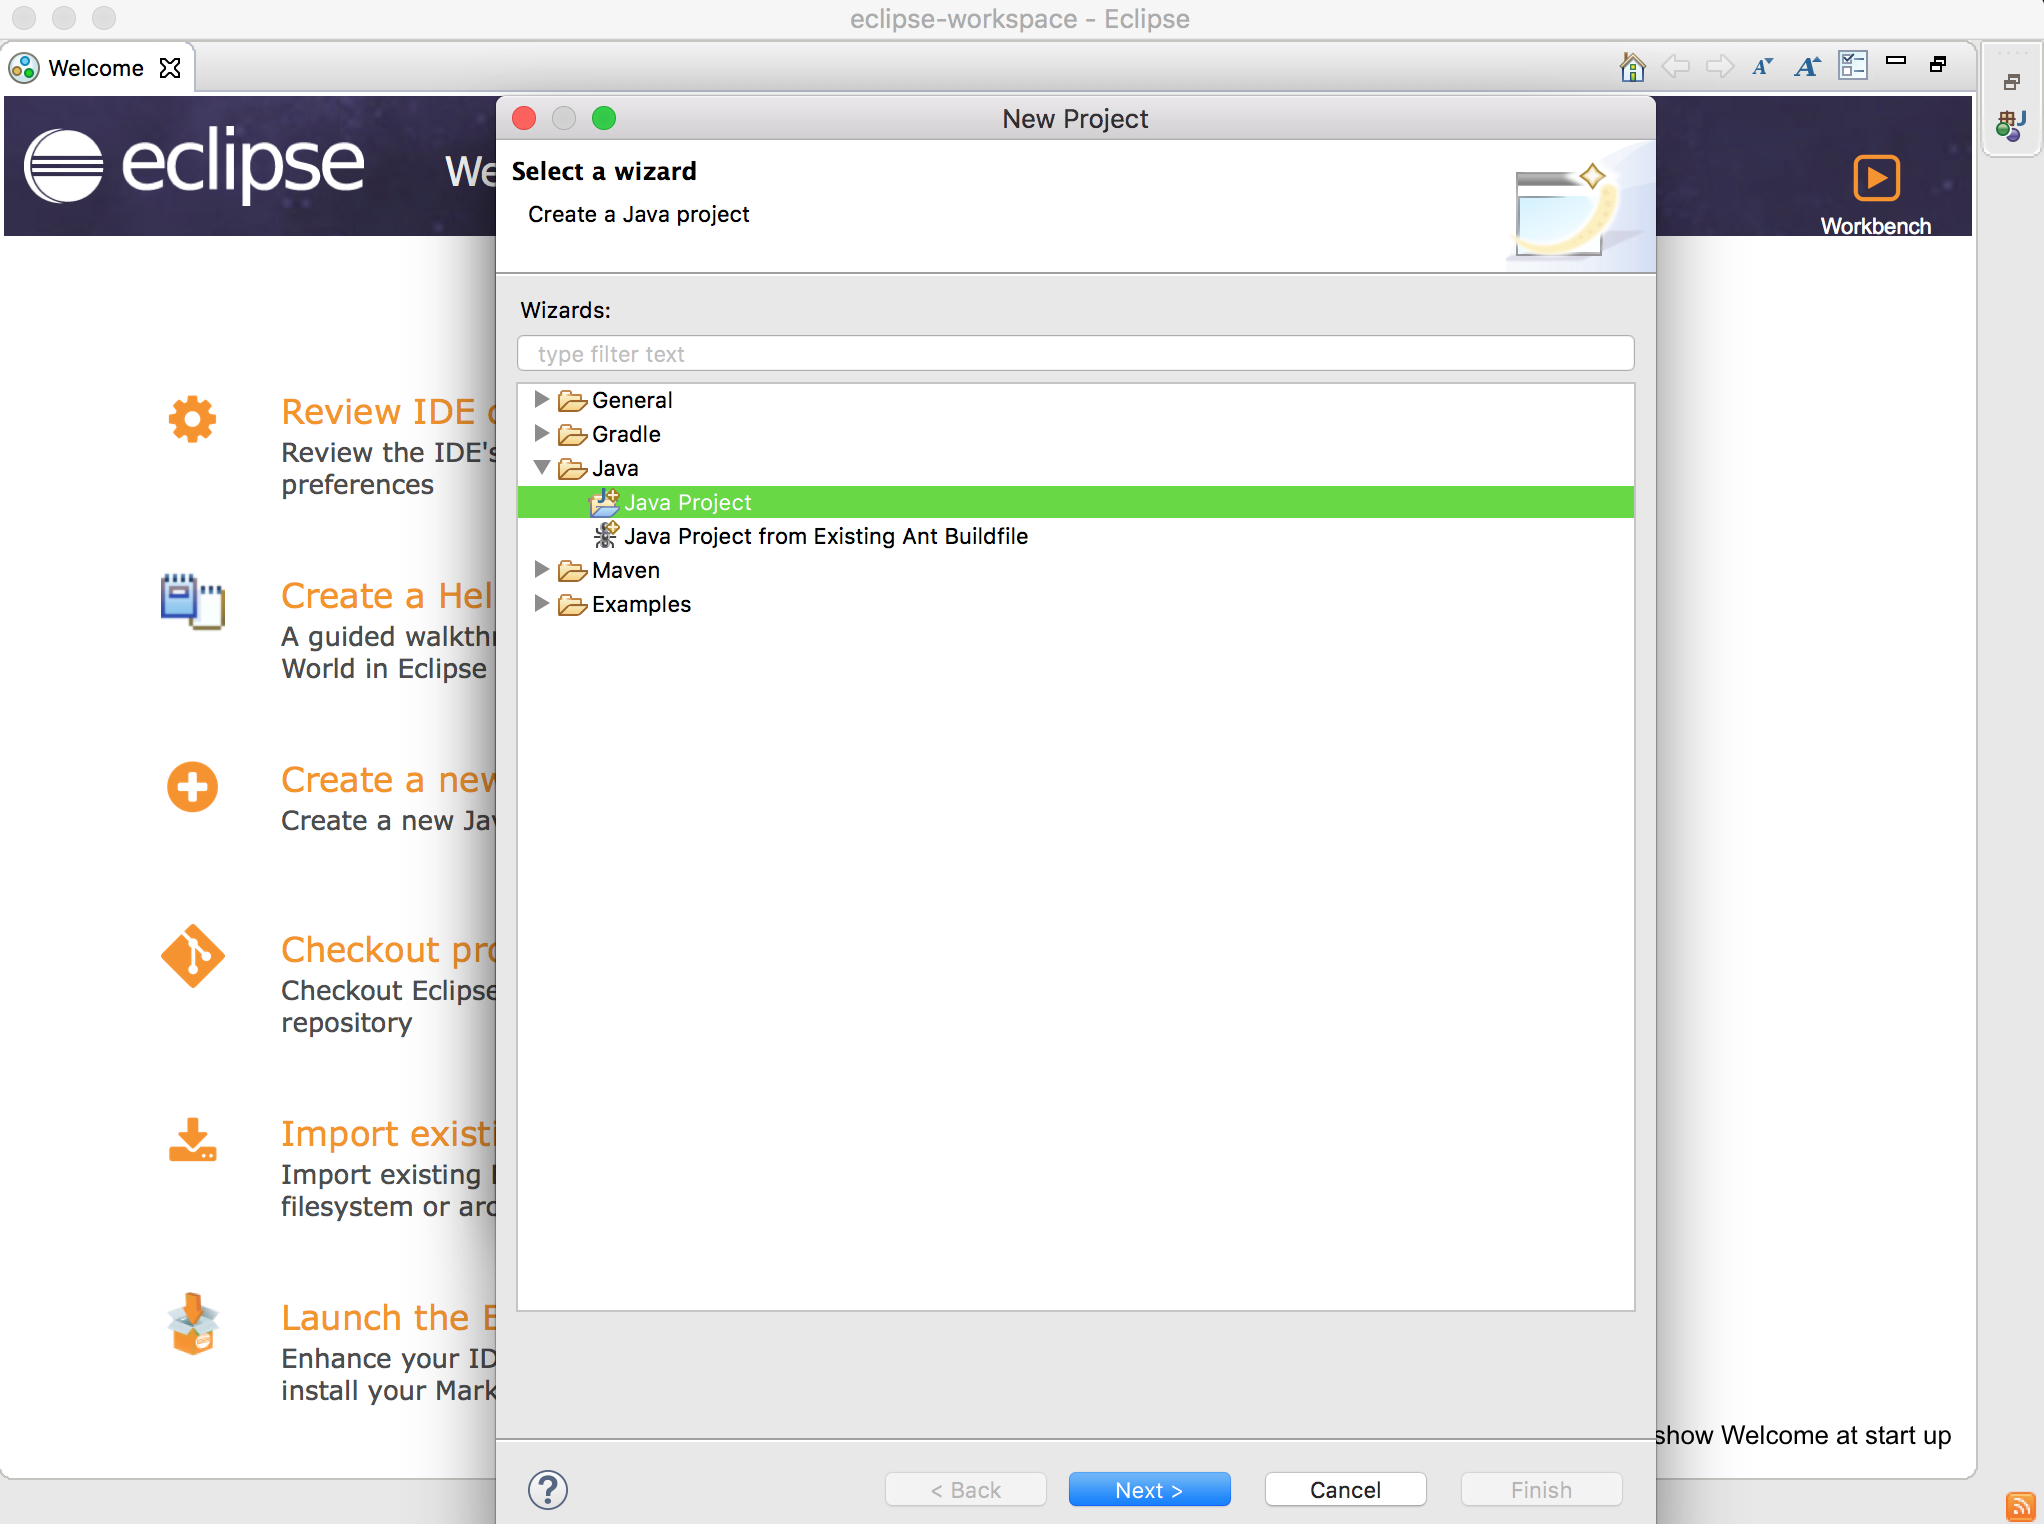 eclipse-workspace - Eclipse
Welcome
eclipse
We
Workbench
New Project
Select a wizard
Create a Java project
Wizards:
type filter text
General
Gradle
Java
Java Project
Java Project from Existing Ant Buildfile
Maven
Examples
Review IDE
Review the IDE's
preferences
Create a Hel
A guided walkth
World in Eclipse
Create a new
Create a new Jav
Checkout pro
Checkout Eclipse
repository
Import existi
Import existing
filesystem or arc
Launch the E
Enhance your ID
install your Mark
show Welcome at start up
?
< Back
Next >
Cancel
Finish